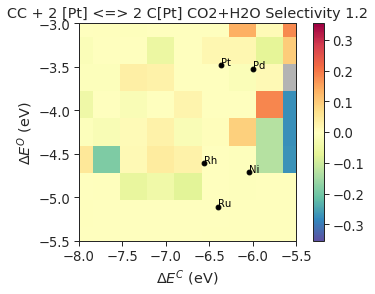 CC + 2 [Pt] <=> 2 C[Pt] CO2+H2O Selectivity 1.2
−3.0
−3.5
−4.0
−4.5
−5.0
−5.5
ΔE^O (eV)
Pt
Pd
Rh
Ni
Ru
−8.0 −7.5 −7.0 −6.5 −6.0 −5.5
ΔE^C (eV)
0.3
0.2
0.1
0.0
−0.1
−0.2
−0.3